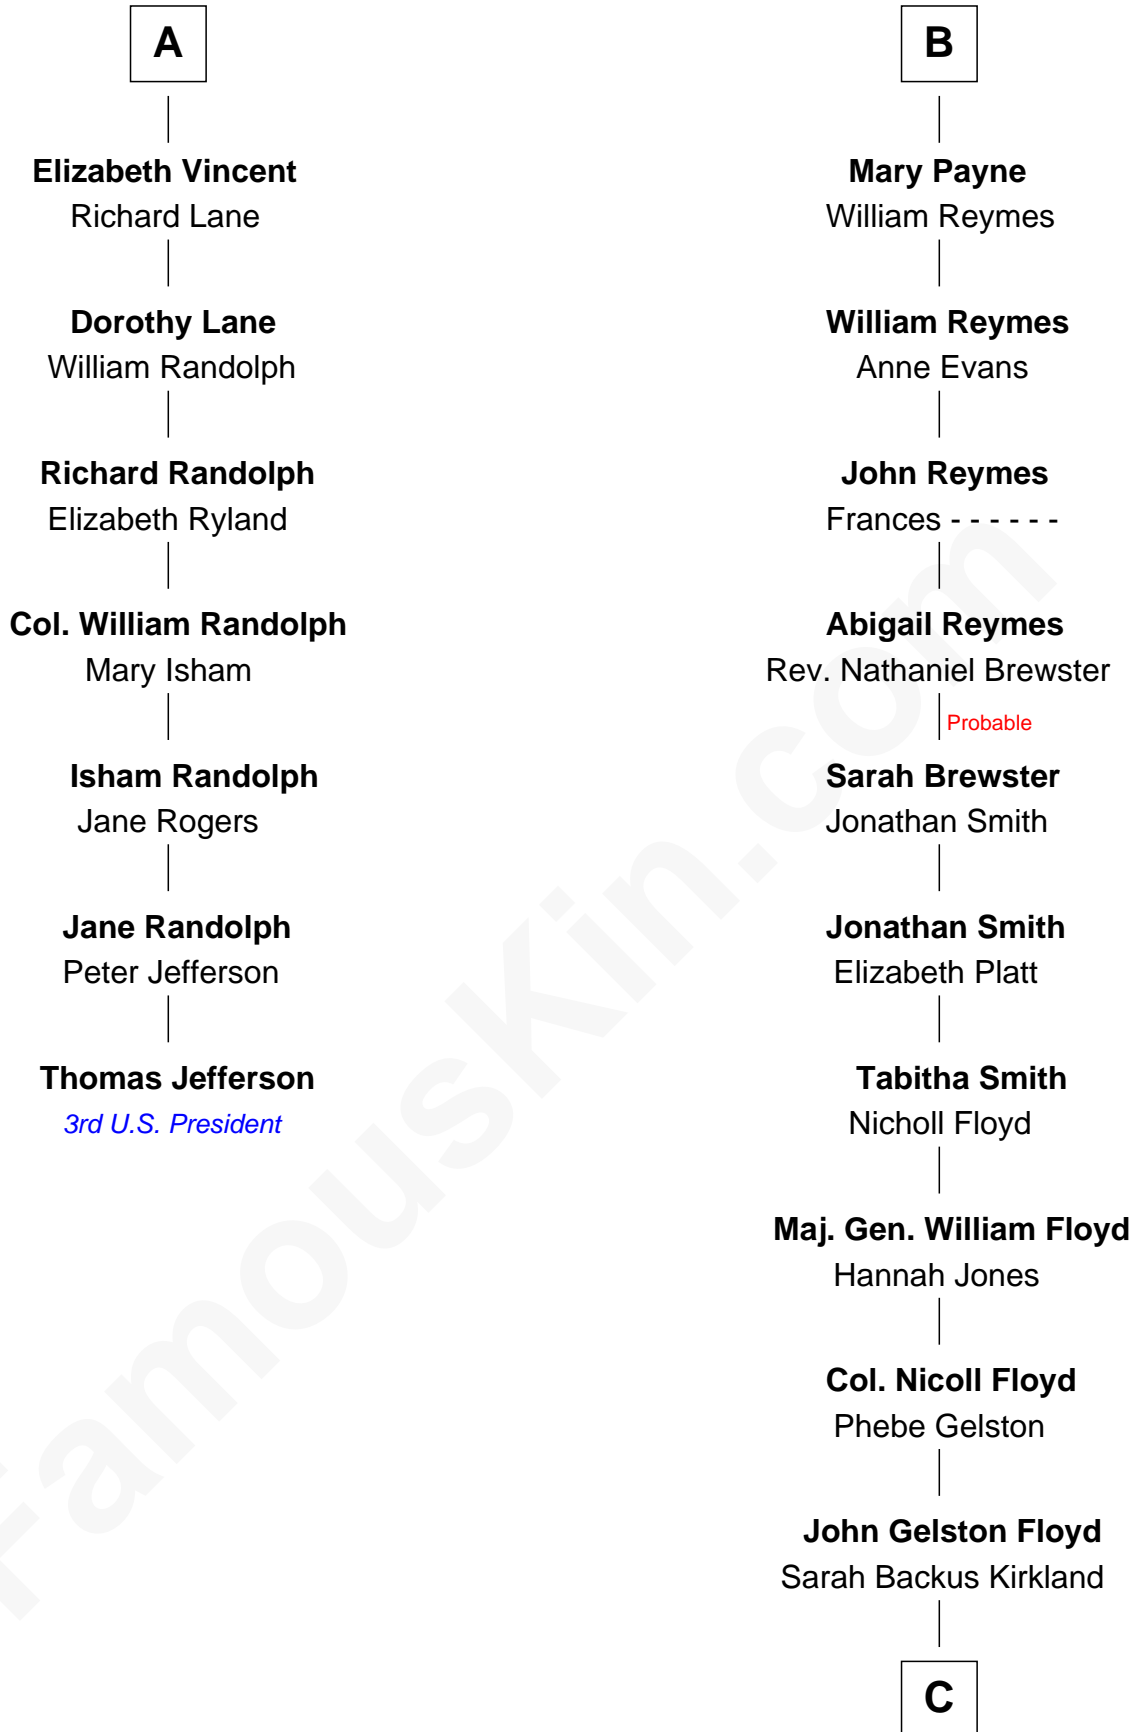 A
Elizabeth Vincent
Richard Lane
Dorothy Lane
William Randolph
Richard Randolph
Elizabeth Ryland
Col. William Randolph
Mary Isham
Isham Randolph
Jane Rogers
Jane Randolph
Peter Jefferson
Thomas Jefferson
3rd U.S. President
B
Mary Payne
William Reymes
William Reymes
Anne Evans
John Reymes
Frances - - - - - -
Abigail Reymes
Rev. Nathaniel Brewster
Probable
Sarah Brewster
Jonathan Smith
Jonathan Smith
Elizabeth Platt
Tabitha Smith
Nicholl Floyd
Maj. Gen. William Floyd
Hannah Jones
Col. Nicoll Floyd
Phebe Gelston
John Gelston Floyd
Sarah Backus Kirkland
C
FamousKin.com